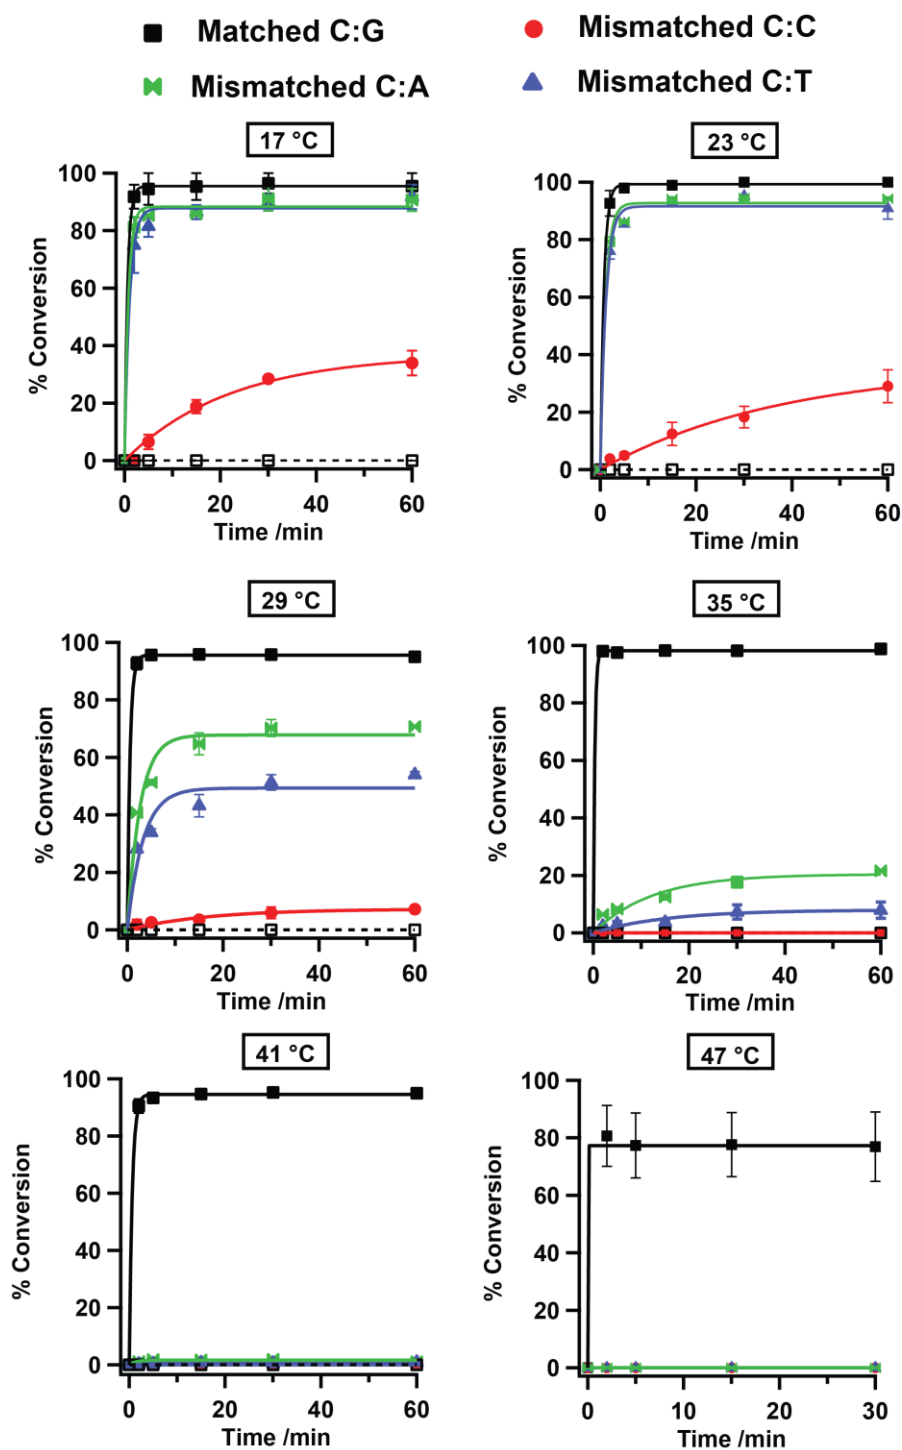 Matched C:G
Mismatched C:C
Mismatched C:A
Mismatched C:T
17 °C
23 °C
% Conversion
100
80
60
40
20
0
0 20 40 60
Time /min
% Conversion
100
80
60
40
20
0
0 20 40 60
Time /min
29 °C
35 °C
% Conversion
100
80
60
40
20
0
0 20 40 60
Time /min
% Conversion
100
80
60
40
20
0
0 20 40 60
Time /min
41 °C
47 °C
% Conversion
100
80
60
40
20
0
0 20 40 60
Time /min
% Conversion
100
80
60
40
20
0
0 10 20 30
Time /min